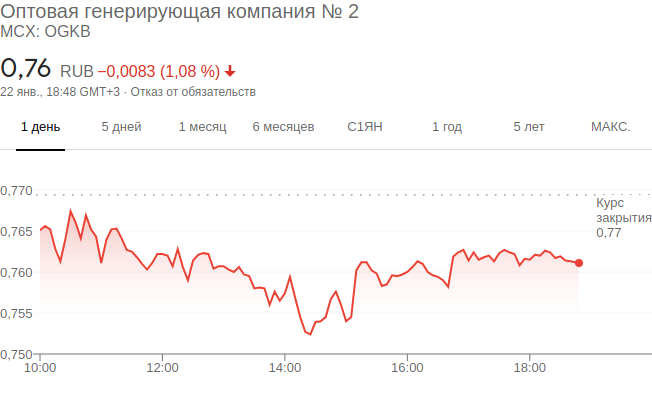 Оптовая генерирующая компания № 2
MCX: OGKB
0,76 RUB −0,0083 (1,08 %)
22 янв., 18:48 GMT+3 · Отказ от обязательств
1 день 5 дней 1 месяц 6 месяцев С1ЯН 1 год 5 лет МАКС.
0,770
Курс
закрытия
0,77
0,765
0,760
0,755
0,750
10:00 12:00 14:00 16:00 18:00